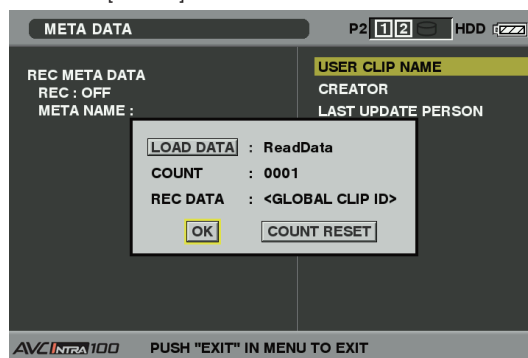 META DATA
P2 1 2 HDD
REC META DATA
REC : OFF
META NAME :
USER CLIP NAME
CREATOR
LAST UPDATE PERSON
LOAD DATA : ReadData
COUNT : 0001
REC DATA : <GLOBAL CLIP ID>
OK COUNT RESET
AVC INTRA 100 PUSH "EXIT" IN MENU TO EXIT